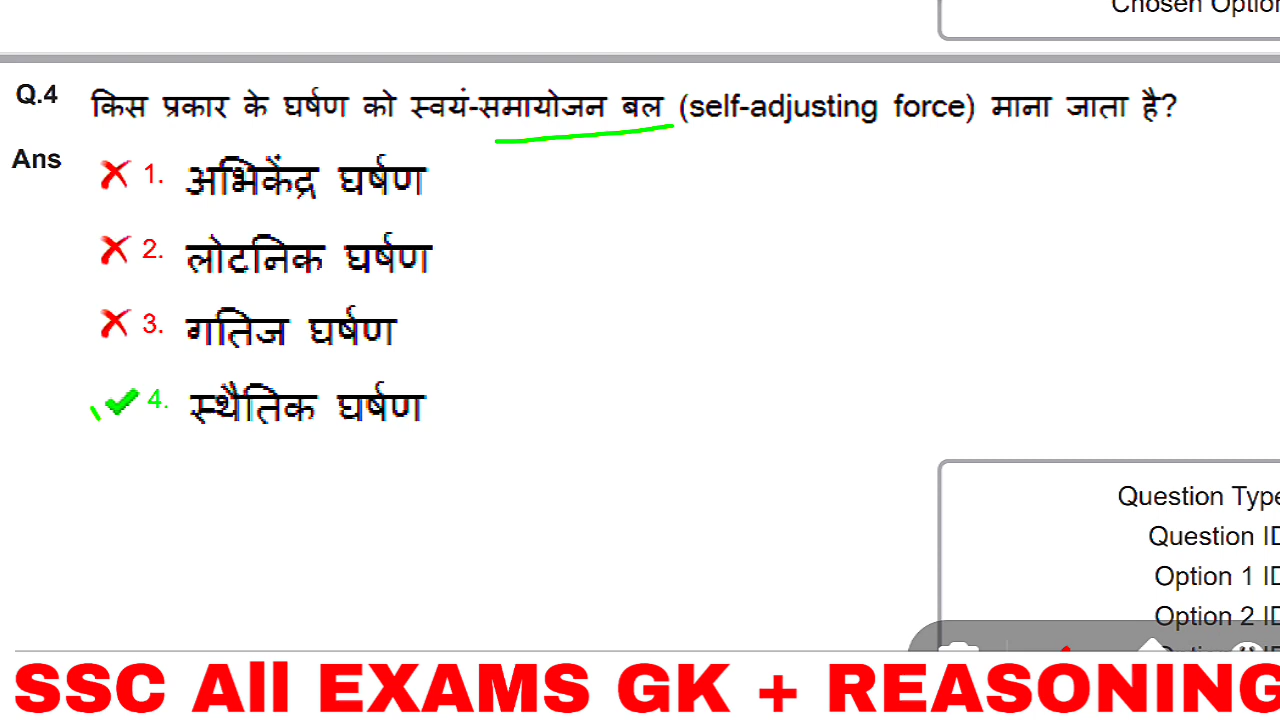 Chosen Option
Q.4 किस प्रकार के घर्षण को स्वयं-समायोजन बल (self-adjusting force) माना जाता है?
Ans 1. अभिकेंद्र घर्षण
2. लोटनिक घर्षण
3. गतिज घर्षण
4. स्थैतिक घर्षण
Question Type
Question ID
Option 1 ID
Option 2 ID
SSC All EXAMS GK + REASONING